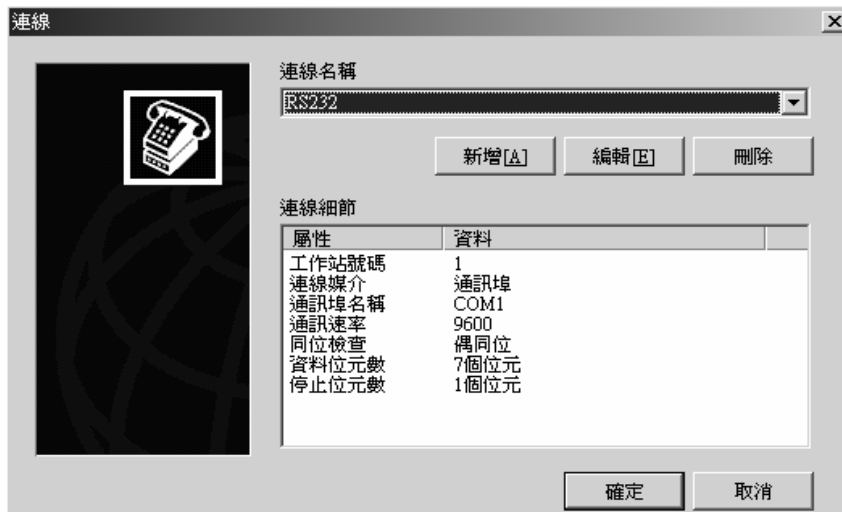 連線
連線名稱
RS232
新增[A] 編輯[E] 刪除
連線細節
屬性 資料
工作站號碼 1
連線媒介 通訊埠
通訊埠名稱 COM1
通訊速率 9600
同位檢查 偶同位
資料位元數 7個位元
停止位元數 1個位元
確定 取消